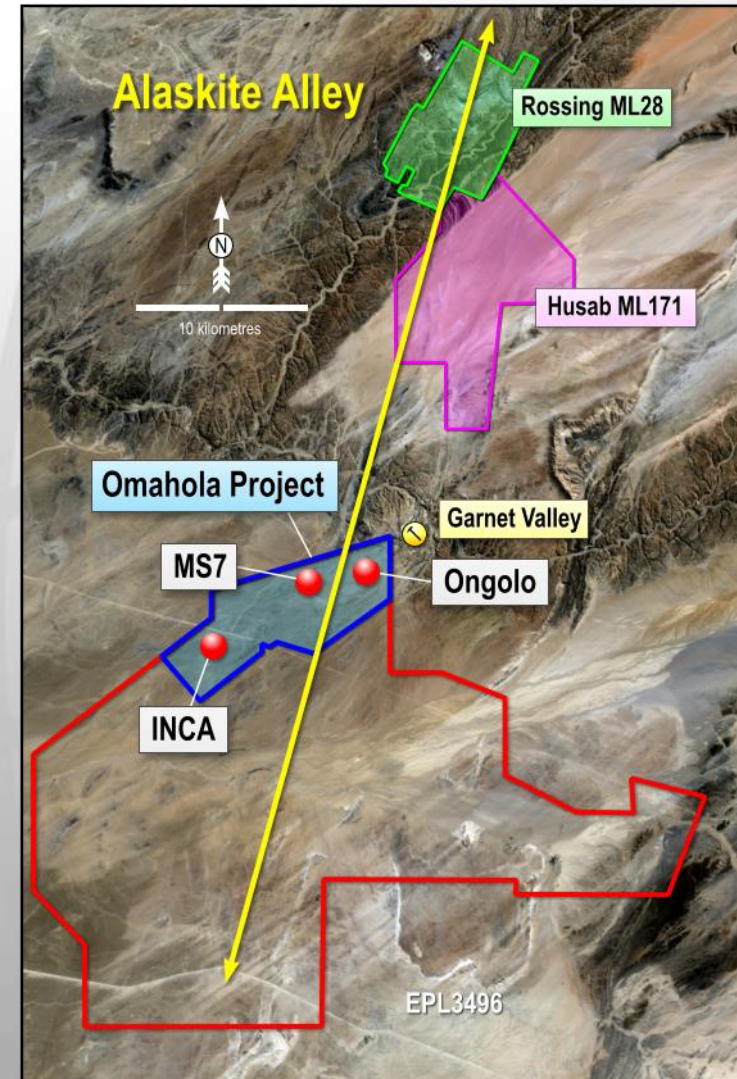 Alaskite Alley
Rossing ML28
N
10 kilometres
Husab ML171
Omahola Project
Garnet Valley
MS7
Ongolo
INCA
EPL3496